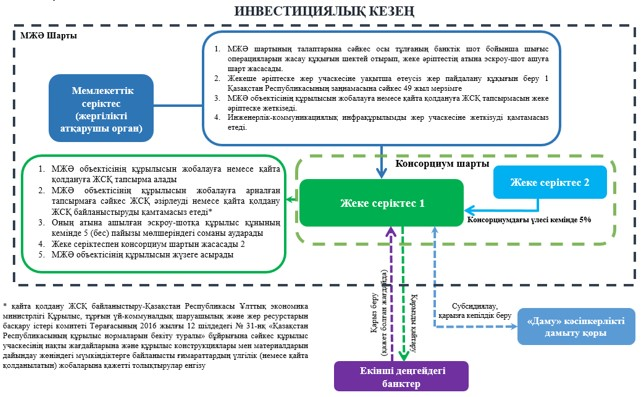 ИНВЕСТИЦИЯЛЫҚ КЕЗЕҢ
МЖӘ Шарты
Мемлекеттік
серіктес
(жергілікті
атқарушы орган)
1. МЖӘ шартының талаптарына сәйкес осы тұлғаның банктік шот бойынша шығыс
операцияларын жасау құқығын шектей отырып, жеке әріптестің атына эскроу-шот ашуға
шарт жасасады.
2. Жекеше әріптеске жер учаскесіне уақытша өтеусіз жер пайдалану құқығын беру 1
Қазақстан Республикасының заңнамасына сәйкес 49 жыл мерзімге
3. МЖӘ объектісінің құрылысын жобалауға немесе қайта қолдануға ЖСҚ тапсырмасын жеке
әріптеске жеткізеді.
4. Инженерлік-коммуникациялық инфрақұрылымды жер учаскесіне жеткізуді қамтамасыз
етеді.
1. МЖӘ объектісінің құрылысын жобалауға немесе қайта
қолдануға ЖСҚ тапсырма алады
2. МЖӘ объектісінің құрылысын жобалауға арналған
тапсырмаға сәйкес ЖСҚ әзірлеуді немесе қайта қолдану
ЖСҚ байланыстыруды қамтамасыз етеді*
3. Оның атына ашылған эскроу-шотқа құрылыс құнының
кемінде 5 (бес) пайызы мөлшеріндегі соманы аударады
4. Жеке серіктеспен консорциум шартын жасасады 2
5. МЖӘ объектісінің құрылысын жүзеге асырады
Консорциум шарты
Жеке серіктес 1
Жеке серіктес 2
Консорциумдағы үлесі кемінде 5%
* қайта қолдану ЖСҚ байланыстыру-Қазақстан Республикасы Ұлттық экономика
министрлігі Құрылыс, тұрғын үй-коммуналдық шаруашылық және жер ресурстарын
басқару істері комитеті Төрағасының 2016 жылғы 12 шілдедегі № 31-нқ «Қазақстан
Республикасының құрылыс нормаларын бекіту туралы» бұйрығына сәйкес құрылыс
учаскесінің нақты жағдайларына және құрылыс конструкциялары мен материалдарын
дайындау жөніндегі мүмкіндіктерге байланысты ғимараттардың үлгілік (немесе қайта
қолданылатын) жобаларына қажетті толықтырулар енгізу
Қарыз беру
(қажет болған жағдайда)
Қарызды қайтару
Субсидиялау,
қарызға кепілдік беру
«Даму» кәсіпкерлікті
дамыту қоры
Екінші деңгейдегі
банктер